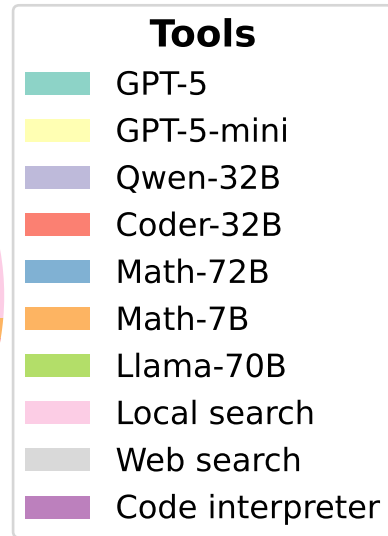 Tools
GPT-5
GPT-5-mini
Qwen-32B
Coder-32B
Math-72B
Math-7B
Llama-70B
Local search
Web search
Code interpreter